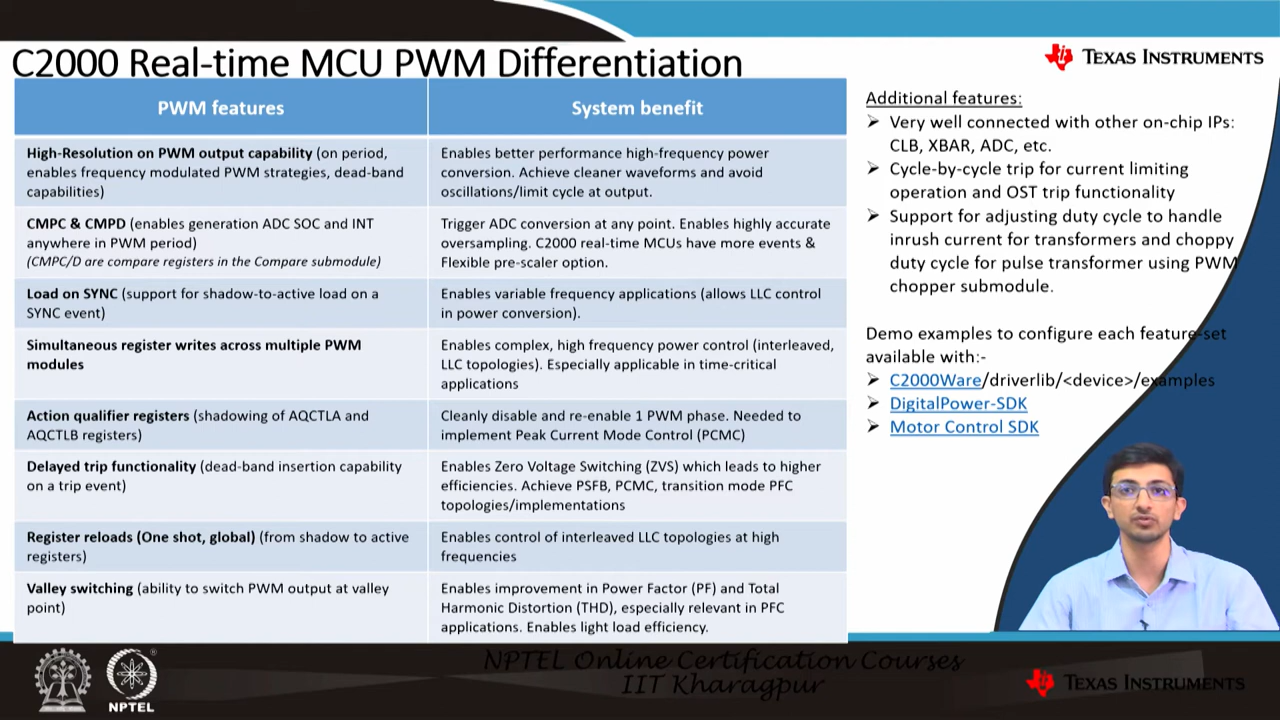 C2000 Real-time MCU PWM Differentiation
TEXAS INSTRUMENTS
PWM features
System benefit
High-Resolution on PWM output capability (on period,
enables frequency modulated PWM strategies, dead-band
capabilities)
Enables better performance high-frequency power
conversion. Achieve cleaner waveforms and avoid
oscillations/limit cycle at output.
CMPC & CMPD (enables generation ADC SOC and INT
anywhere in PWM period)
(CMPC/D are compare registers in the Compare submodule)
Trigger ADC conversion at any point. Enables highly accurate
oversampling. C2000 real-time MCUs have more events &
Flexible pre-scaler option.
Load on SYNC (support for shadow-to-active load on a
SYNC event)
Enables variable frequency applications (allows LLC control
in power conversion).
Simultaneous register writes across multiple PWM
modules
Enables complex, high frequency power control (interleaved,
LLC topologies). Especially applicable in time-critical
applications
Action qualifier registers (shadowing of AQCTLA and
AQCTLB registers)
Cleanly disable and re-enable 1 PWM phase. Needed to
implement Peak Current Mode Control (PCMC)
Delayed trip functionality (dead-band insertion capability
on a trip event)
Enables Zero Voltage Switching (ZVS) which leads to higher
efficiencies. Achieve PSFB, PCMC, transition mode PFC
topologies/implementations
Register reloads (One shot, global) (from shadow to active
registers)
Enables control of interleaved LLC topologies at high
frequencies
Valley switching (ability to switch PWM output at valley
point)
Enables improvement in Power Factor (PF) and Total
Harmonic Distortion (THD), especially relevant in PFC
applications. Enables light load efficiency.
Additional features:
➤ Very well connected with other on-chip IPs:
CLB, XBAR, ADC, etc.
➤ Cycle-by-cycle trip for current limiting
operation and OST trip functionality
➤ Support for adjusting duty cycle to handle
inrush current for transformers and choppy
duty cycle for pulse transformer using PWM
chopper submodule.
Demo examples to configure each feature-set
available with:-
➤ C2000Ware/driverlib/<device>/examples
➤ DigitalPower-SDK
➤ Motor Control SDK
NPTEL
NPTEL Online Certification Courses
IIT Kharagpur
TEXAS INSTRUMENTS